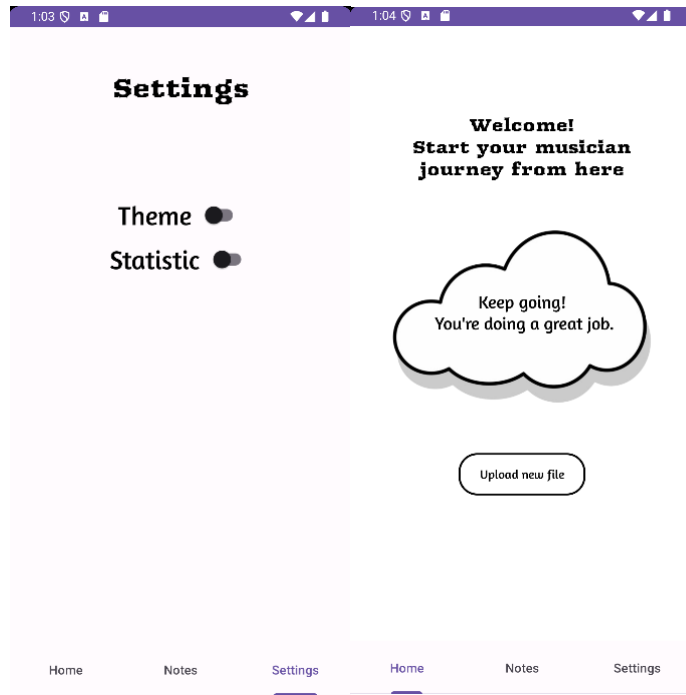 1:03
Settings
Theme
Statistic
Home Notes Settings
1:04
Welcome!
Start your musician
journey from here
Keep going!
You're doing a great job.
Upload new file
Home Notes Settings